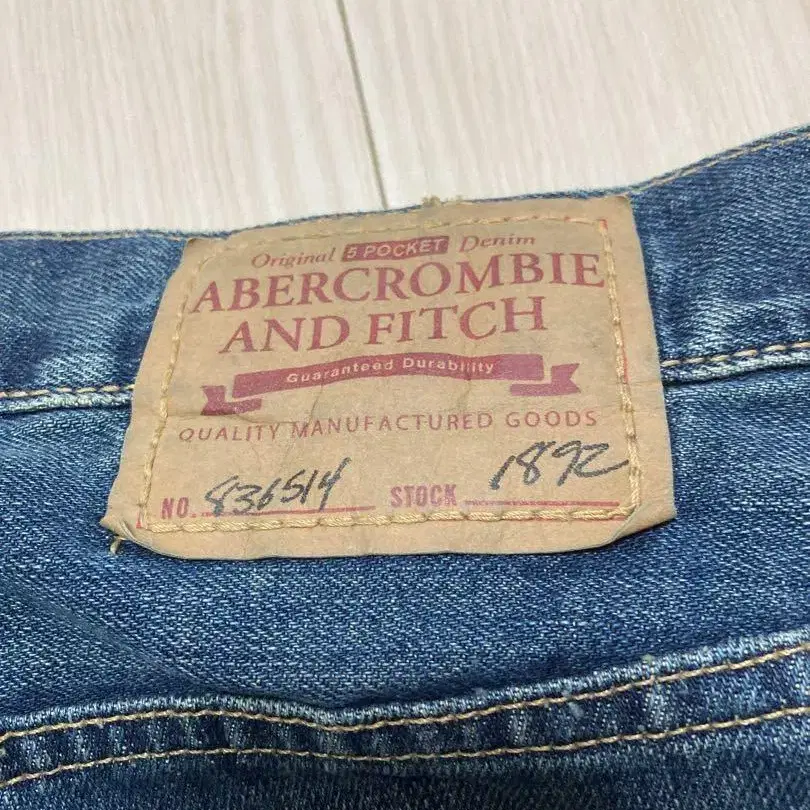 Original 5 POCKET Denim
ABERCROMBIE
AND FITCH
Guaranteed Durability
QUALITY MANUFACTURED GOODS
NO. 836514 STOCK 1892